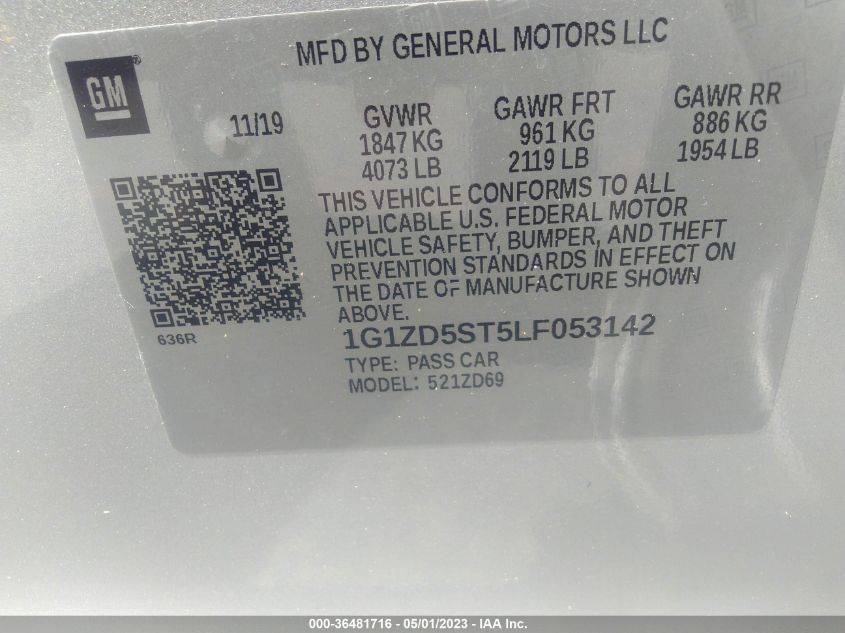 MFD BY GENERAL MOTORS LLC
GM
11/19
GVWR
1847 KG
4073 LB
GAWR FRT
961 KG
2119 LB
GAWR RR
886 KG
1954 LB
THIS VEHICLE CONFORMS TO ALL
APPLICABLE U.S. FEDERAL MOTOR
VEHICLE SAFETY, BUMPER, AND THEFT
PREVENTION STANDARDS IN EFFECT ON
THE DATE OF MANUFACTURE SHOWN
ABOVE.
636R
1G1ZD5ST5LF053142
TYPE: PASS CAR
MODEL: 521ZD69
000-36481716 - 05/01/2023 - IAA Inc.